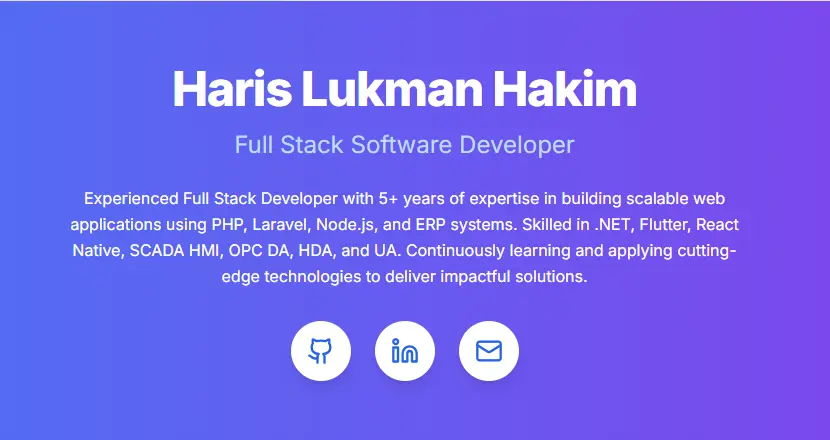 Haris Lukman Hakim
Full Stack Software Developer
Experienced Full Stack Developer with 5+ years of expertise in building scalable web
applications using PHP, Laravel, Node.js, and ERP systems. Skilled in .NET, Flutter, React
Native, SCADA HMI, OPC DA, HDA, and UA. Continuously learning and applying cutting-
edge technologies to deliver impactful solutions.